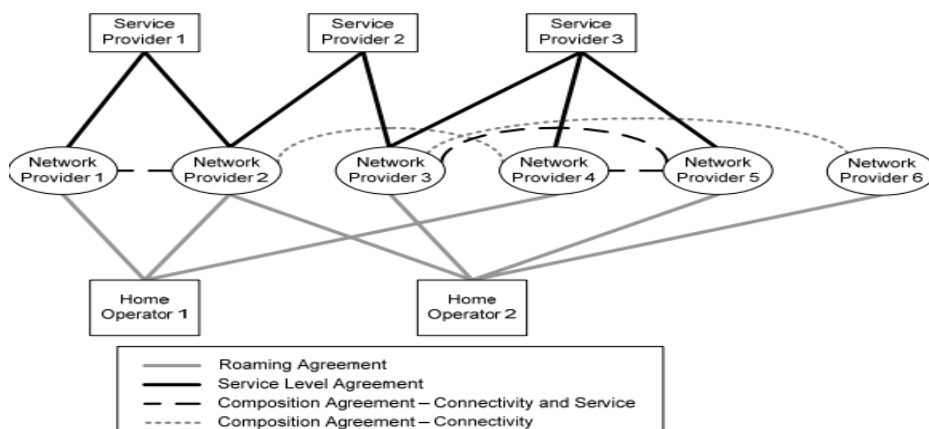 Service
Provider 1
Service
Provider 2
Service
Provider 3
Network
Provider 1
Network
Provider 2
Network
Provider 3
Network
Provider 4
Network
Provider 5
Network
Provider 6
Home
Operator 1
Home
Operator 2
Roaming Agreement
Service Level Agreement
Composition Agreement – Connectivity and Service
Composition Agreement – Connectivity